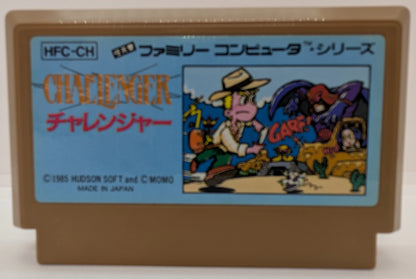 HFC-CH
ファミリー コンピュータ™・シリーズ
CHALLENGER
チャレンジャー
GARF!
©1985 HUDSON SOFT and ©MOMO
MADE IN JAPAN